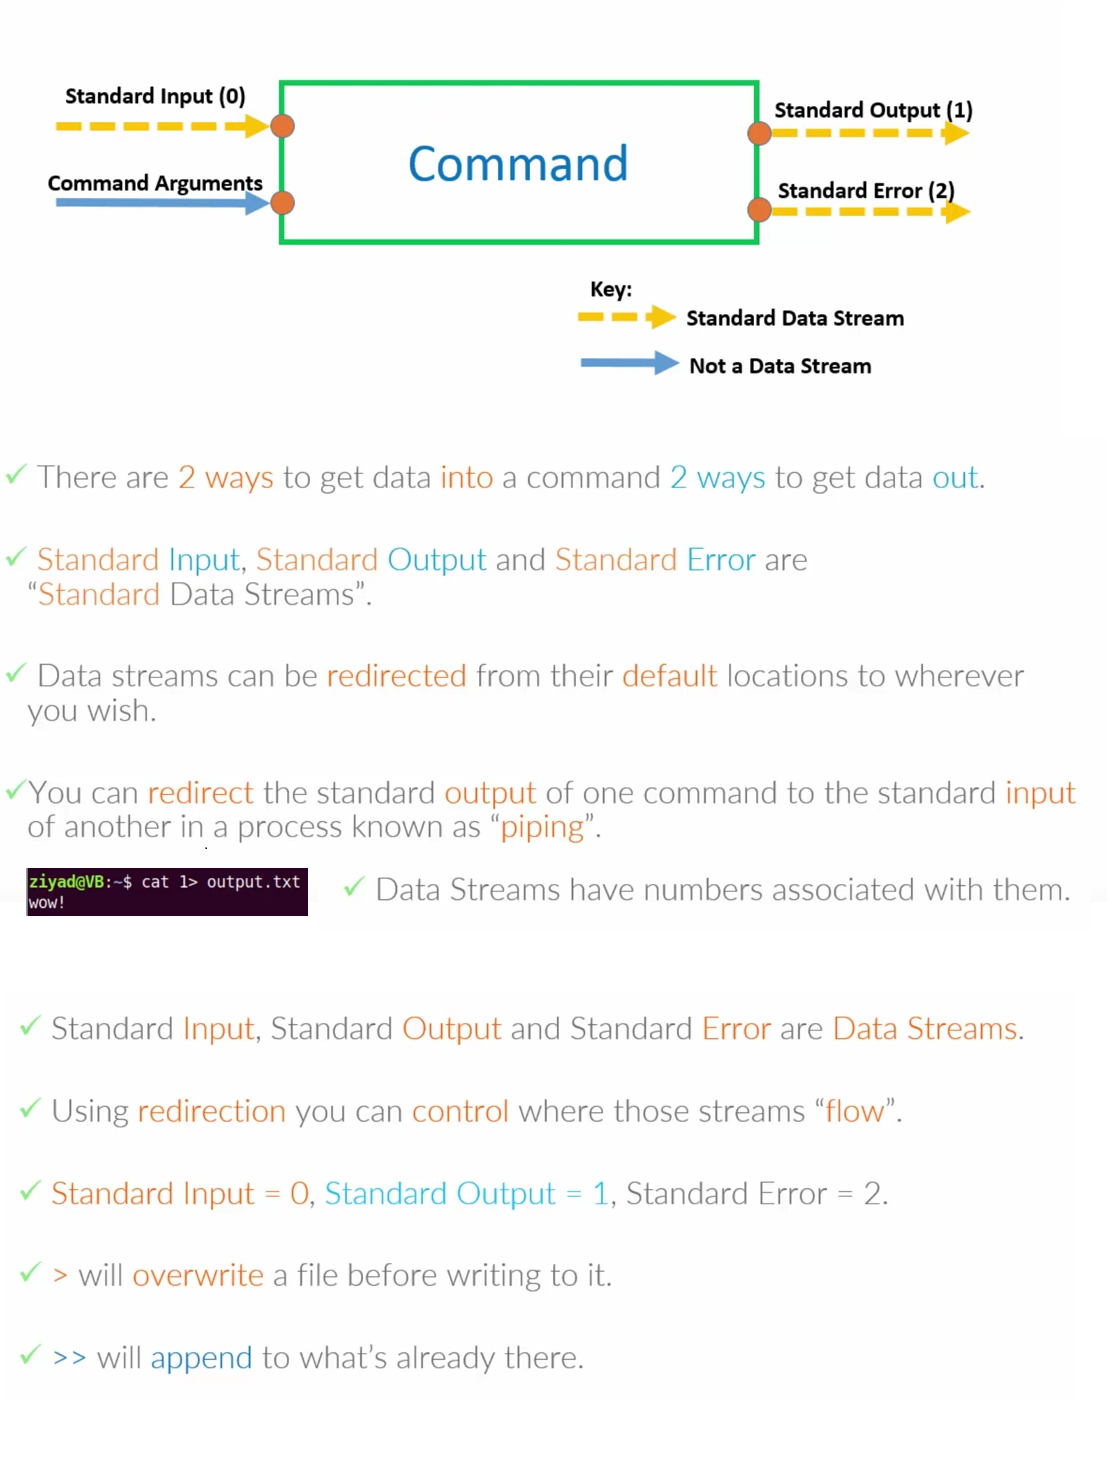 Standard Input (0)
Command Arguments
Command
Standard Output (1)
Standard Error (2)
Key:
Standard Data Stream
Not a Data Stream
✓ There are 2 ways to get data into a command 2 ways to get data out.
✓ Standard Input, Standard Output and Standard Error are
“Standard Data Streams”.
✓ Data streams can be redirected from their default locations to wherever
you wish.
✓You can redirect the standard output of one command to the standard input
of another in a process known as “piping”.
ziyad@VB:~$ cat 1> output.txt
wow!
✓ Data Streams have numbers associated with them.
✓ Standard Input, Standard Output and Standard Error are Data Streams.
✓ Using redirection you can control where those streams “flow”.
✓ Standard Input = 0, Standard Output = 1, Standard Error = 2.
✓ > will overwrite a file before writing to it.
✓ >> will append to what’s already there.